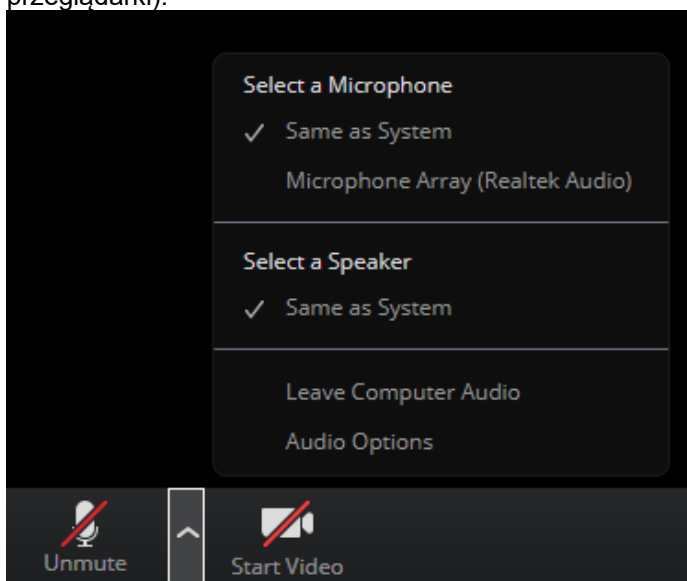 przeglądarki).
Select a Microphone
Same as System
Microphone Array (Realtek Audio)
Select a Speaker
Same as System
Leave Computer Audio
Audio Options
Unmute
Start Video